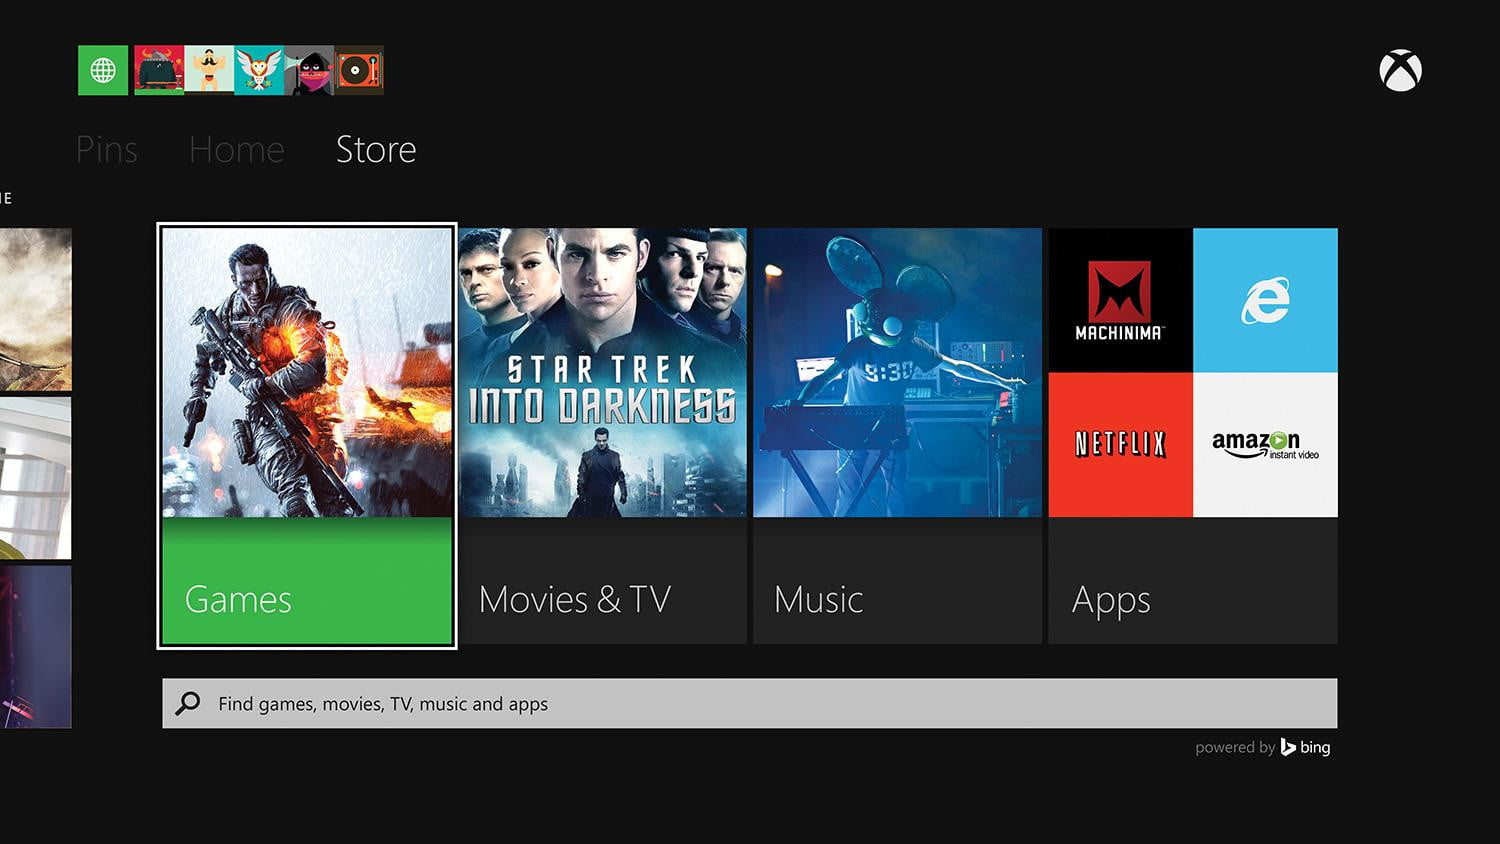 Pins Home Store
STAR TREK
INTO DARKNESS
9:30
MACHINIMA
NETFLIX
amazon
instant video
Games
Movies & TV
Music
Apps
Find games, movies, TV, music and apps
powered by bing